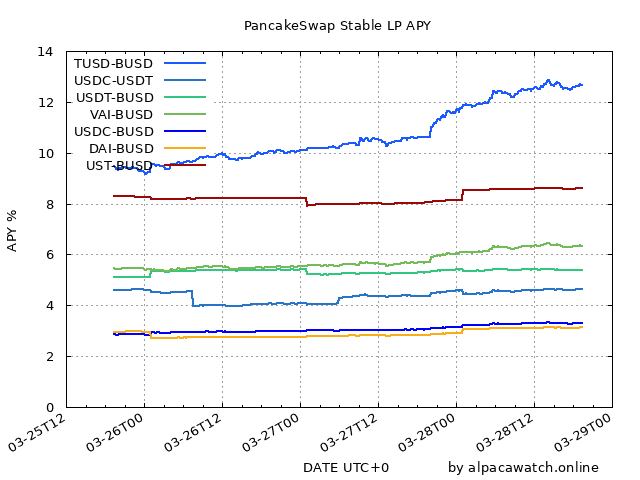 PancakeSwap Stable LP APY
14
12
10
8
6
4
2
0
APY %
TUSD-BUSD
USDC-USDT
USDT-BUSD
VAI-BUSD
USDC-BUSD
DAI-BUSD
UST-BUSD
03-25T12
03-26T00
03-26T12
03-27T00
03-27T12
03-28T00
03-28T12
03-29T00
DATE UTC+0
by alpacawatch.online